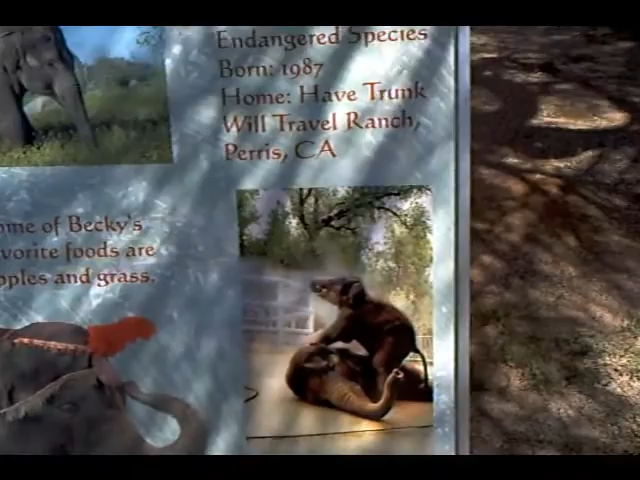 Endangered Species
Born: 1987
Home: Have Trunk
Will Travel Ranch,
Perris, CA
ome of Becky's
vorite foods are
pples and grass.